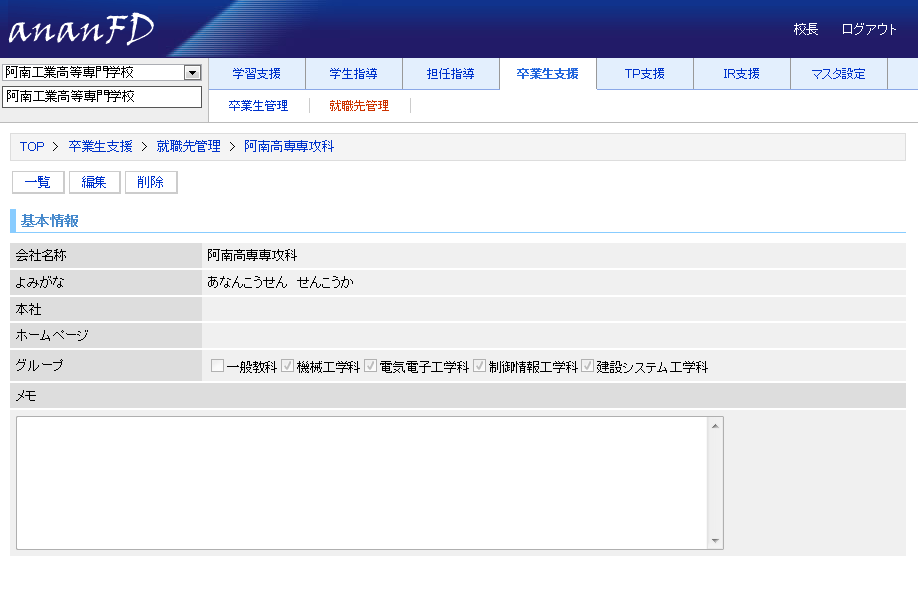 ananFD
校長 ログアウト
阿南工業高等専門学校
阿南工業高等専門学校
学習支援 学生指導 担任指導 卒業生支援 TP支援 IR支援 マスタ設定
卒業生管理 就職先管理
TOP > 卒業生支援 > 就職先管理 > 阿南高専専攻科
一覧 編集 削除
基本情報
会社名称 阿南高専専攻科
よみがな あなんこうせん せんこうか
本社
ホームページ
グループ 一般教科 機械工学科 電気電子工学科 制御情報工学科 建設システム工学科
メモ